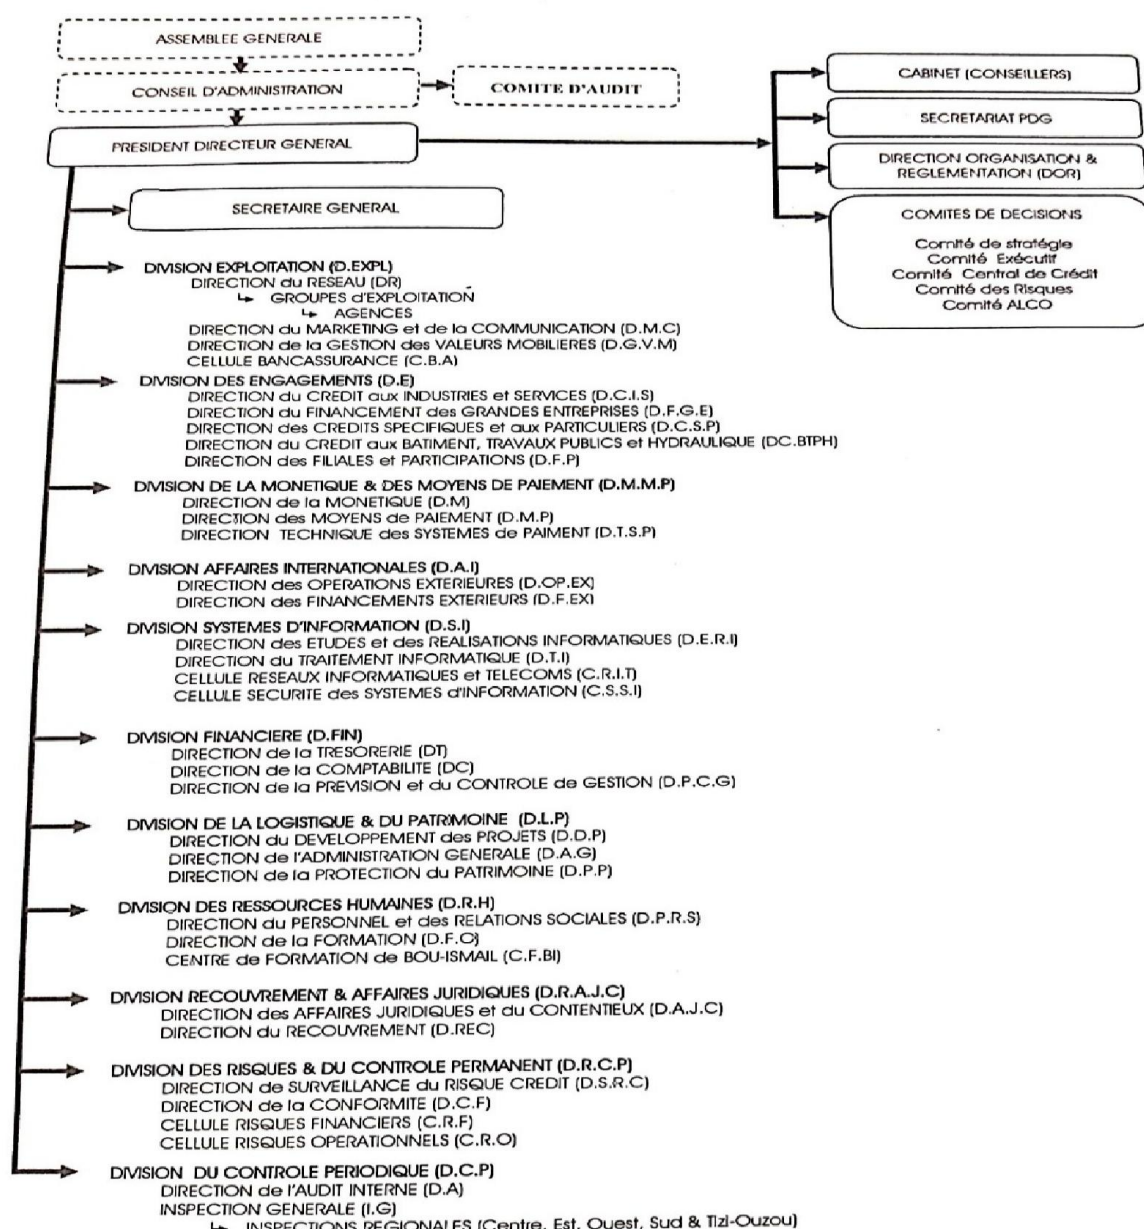 ASSEMBLEE GENERALE
CONSEIL D'ADMINISTRATION
COMITE D'AUDIT
PRESIDENT DIRECTEUR GENERAL
CABINET (CONSEILLERS)
SECRETARIAT PDG
DIRECTION ORGANISATION &
REGLEMENTATION (DOR)
COMITES DE DECISIONS
Comité de stratégie
Comité Exécutif
Comité Central de Crédit
Comité des Risques
Comité ALCO
SECRETAIRE GENERAL
DIVISION EXPLOITATION (D.EXPL)
DIRECTION du RESEAU (DR)
GROUPES d'EXPLOITATION
AGENCES
DIRECTION du MARKETING et de la COMMUNICATION (D.M.C)
DIRECTION de la GESTION des VALEURS MOBILIERES (D.G.V.M)
CELLULE BANCASSURANCE (C.B.A)
DIVISION DES ENGAGEMENTS (D.E)
DIRECTION du CREDIT aux INDUSTRIES et SERVICES (D.C.I.S)
DIRECTION du FINANCEMENT des GRANDES ENTREPRISES (D.F.G.E)
DIRECTION des CREDITS SPECIFIQUES et aux PARTICULIERS (D.C.S.P)
DIRECTION du CREDIT aux BATIMENT, TRAVAUX PUBLICS et HYDRAULIQUE (DC.BTPH)
DIRECTION des FILIALES et PARTICIPATIONS (D.F.P)
DIVISION DE LA MONETIQUE & DES MOYENS DE PAIEMENT (D.M.M.P)
DIRECTION de la MONETIQUE (D.M)
DIRECTION des MOYENS de PAIEMENT (D.M.P)
DIRECTION TECHNIQUE des SYSTEMES de PAIMENT (D.T.S.P)
DIVISION AFFAIRES INTERNATIONALES (D.A.I)
DIRECTION des OPERATIONS EXTERIEURES (D.OP.EX)
DIRECTION des FINANCEMENTS EXTERIEURS (D.F.EX)
DIVISION SYSTEMES D'INFORMATION (D.S.I)
DIRECTION des ETUDES et des REALISATIONS INFORMATIQUES (D.E.R.I)
DIRECTION du TRAITEMENT INFORMATIQUE (D.T.I)
CELLULE RESEAUX INFORMATIQUES et TELECOMS (C.R.I.T)
CELLULE SECURITE des SYSTEMES d'INFORMATION (C.S.S.I)
DIVISION FINANCIERE (D.FIN)
DIRECTION de la TRESORERIE (DT)
DIRECTION de la COMPTABILITE (DC)
DIRECTION de la PREVISION et du CONTROLE de GESTION (D.P.C.G)
DIVISION DE LA LOGISTIQUE & DU PATRIMOINE (D.L.P)
DIRECTION du DEVELOPPEMENT des PROJETS (D.D.P)
DIRECTION de l'ADMINISTRATION GENERALE (D.A.G)
DIRECTION de la PROTECTION du PATRIMOINE (D.P.P)
DIVISION DES RESSOURCES HUMAINES (D.R.H)
DIRECTION du PERSONNEL et des RELATIONS SOCIALES (D.P.R.S)
DIRECTION de la FORMATION (D.F.O)
CENTRE de FORMATION de BOU-ISMAIL (C.F.BI)
DIVISION RECOUVREMENT & AFFAIRES JURIDIQUES (D.R.A.J.C)
DIRECTION des AFFAIRES JURIDIQUES et du CONTENTIEUX (D.A.J.C)
DIRECTION du RECOUVREMENT (D.REC)
DIVISION DES RISQUES & DU CONTROLE PERMANENT (D.R.C.P)
DIRECTION de SURVEILLANCE du RISQUE CREDIT (D.S.R.C)
DIRECTION de la CONFORMITE (D.C.F)
CELLULE RISQUES FINANCIERS (C.R.F)
CELLULE RISQUES OPERATIONNELS (C.R.O)
DIVISION DU CONTROLE PERIODIQUE (D.C.P)
DIRECTION de l'AUDIT INTERNE (D.A)
INSPECTION GENERALE (I.G)
INSPECTIONS REGIONALES (Centre, Est, Ouest, Sud & Tizi-Ouzou)